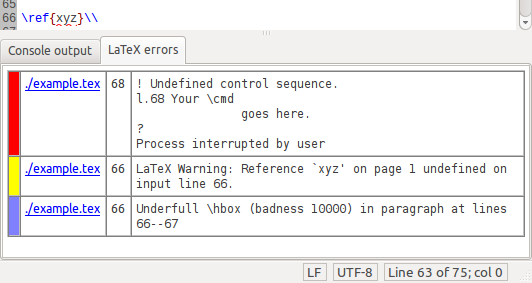 65
66 \ref{xyz}\\
67
Console output LaTeX errors
./example.tex 68 ! Undefined control sequence.
l.68 Your \cmd
goes here.
?
Process interrupted by user
./example.tex 66 LaTeX Warning: Reference `xyz' on page 1 undefined on
input line 66.
./example.tex 66 Underfull \hbox (badness 10000) in paragraph at lines
66--67
LF UTF-8 Line 63 of 75; col 0